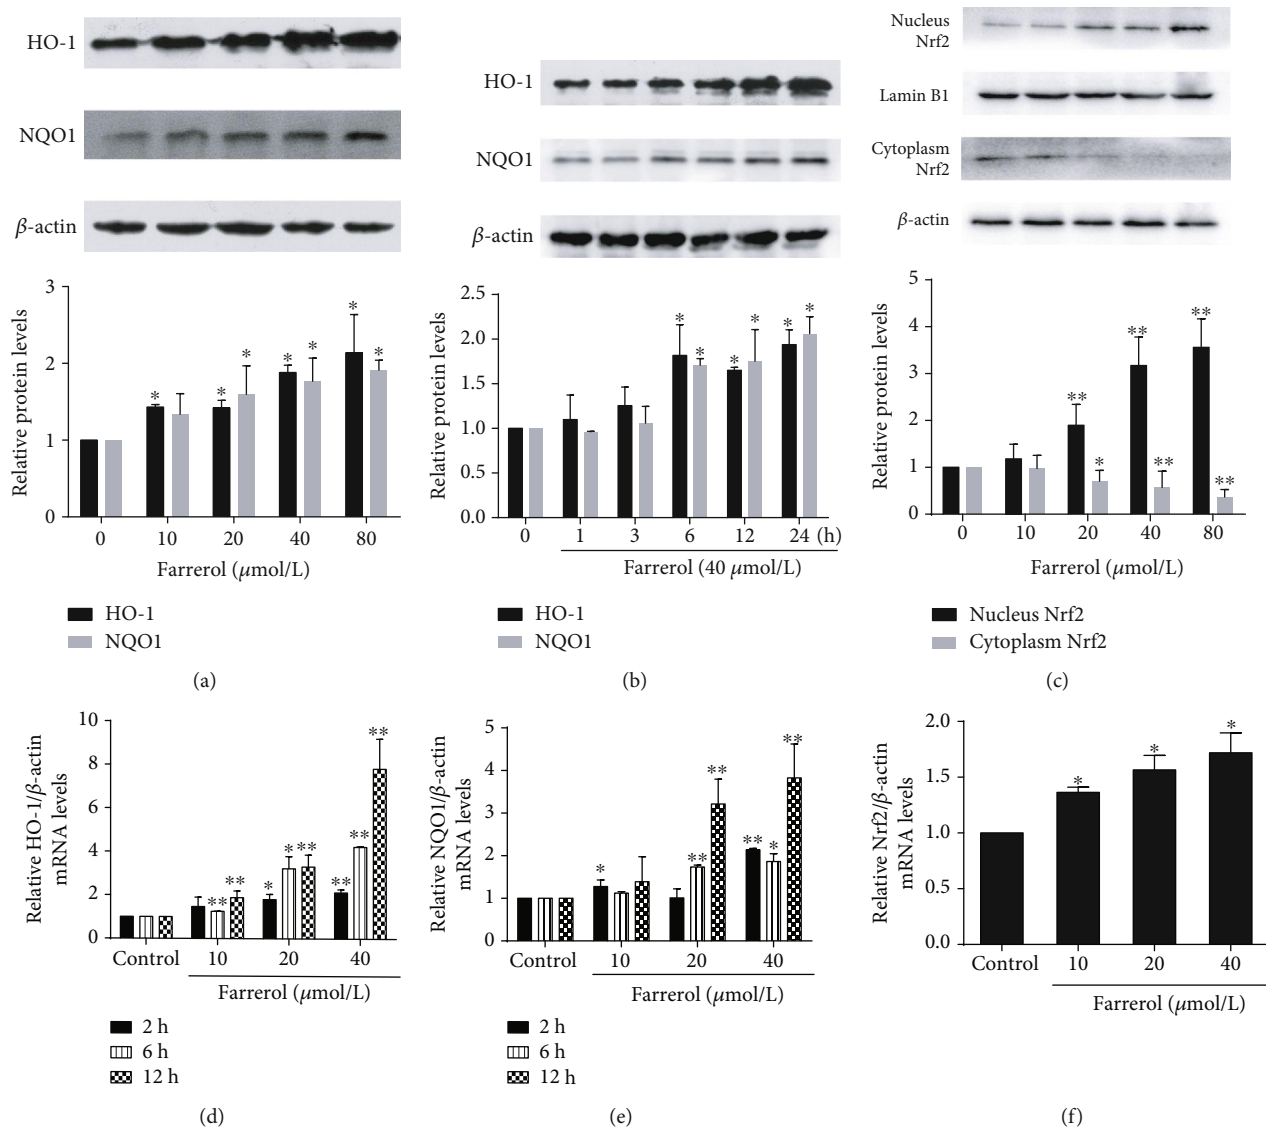 HO-1
NQO1
β-actin
3
2
1
0
Relative protein levels
*
*
*
*
*
*
*
0 10 20 40 80
Farrerol (μmol/L)
HO-1
NQO1
(a)
HO-1
NQO1
β-actin
2.5
2.0
1.5
1.0
0.5
0.0
Relative protein levels
*
*
*
*
*
*
0 1 3 6 12 24 (h)
Farrerol (40 μmol/L)
HO-1
NQO1
(b)
Nucleus
Nrf2
Lamin B1
Cytoplasm
Nrf2
β-actin
5
4
3
2
1
0
Relative protein levels
**
*
**
**
**
**
0 10 20 40 80
Farrerol (μmol/L)
Nucleus Nrf2
Cytoplasm Nrf2
(c)
10
8
6
4
2
0
Relative HO-1/β-actin
mRNA levels
**
**
*
*
**
**
**
**
Control 10 20 40
Farrerol (μmol/L)
2 h
6 h
12 h
(d)
5
4
3
2
1
0
Relative NQO1/β-actin
mRNA levels
*
**
**
**
*
**
Control 10 20 40
Farrerol (μmol/L)
2 h
6 h
12 h
(e)
2.0
1.5
1.0
0.5
0.0
Relative Nrf2/β-actin
mRNA levels
*
*
*
Control 10 20 40
Farrerol (μmol/L)
(f)